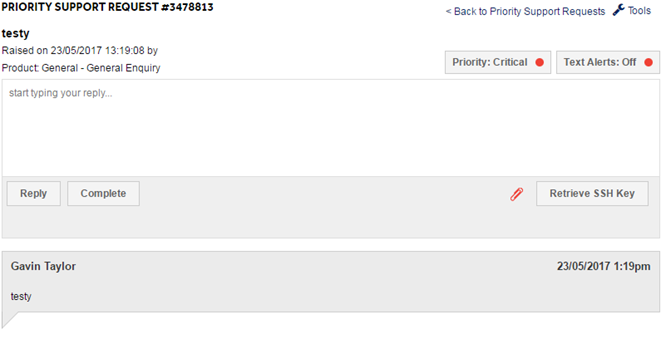 PRIORITY SUPPORT REQUEST #3478813
< Back to Priority Support Requests Tools
testy
Raised on 23/05/2017 13:19:08 by
Product: General - General Enquiry
Priority: Critical Text Alerts: Off
start typing your reply...
Reply Complete Retrieve SSH Key
Gavin Taylor 23/05/2017 1:19pm
testy